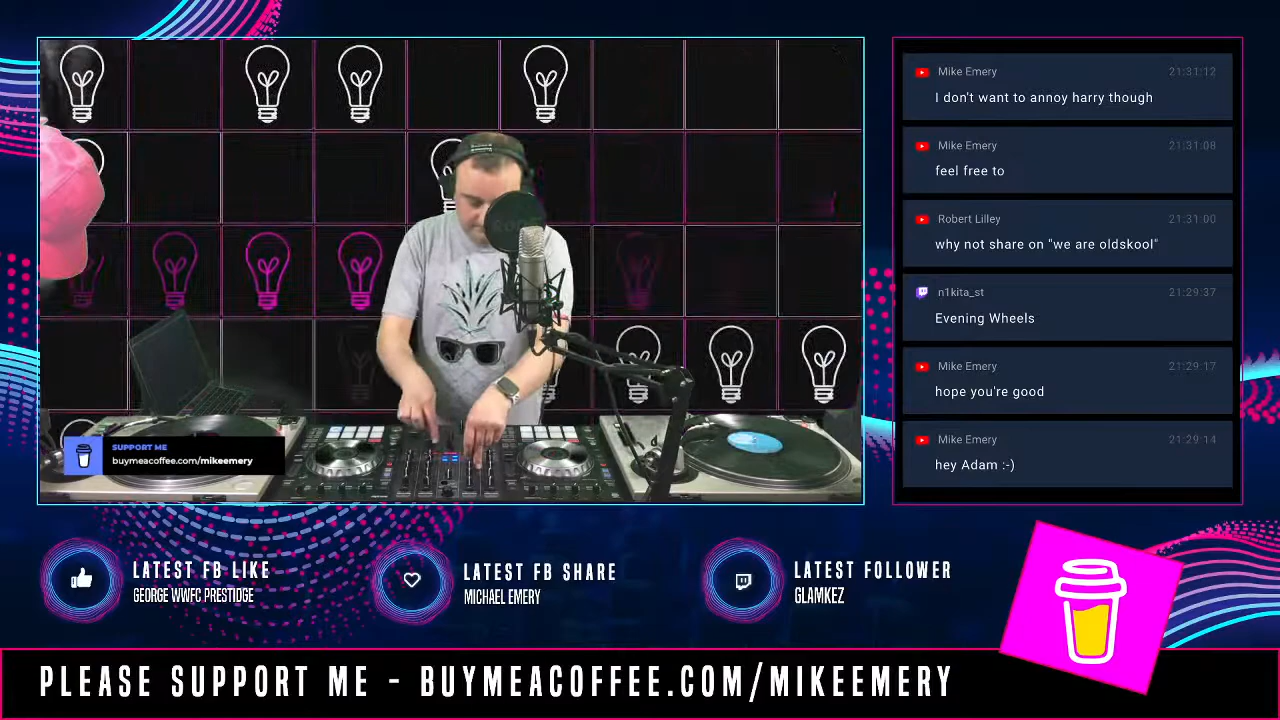 Mike Emery 21:31:12
I don't want to annoy harry though
Mike Emery 21:31:08
feel free to
Robert Lilley 21:31:00
why not share on "we are oldskool"
n1kita_st 21:29:37
Evening Wheels
Mike Emery 21:29:17
hope you're good
Mike Emery 21:29:14
hey Adam :-)
SUPPORT ME
buymeacoffee.com/mikeemery
LATEST FB LIKE
GEORGE WWFC PRESTIDGE
LATEST FB SHARE
MICHAEL EMERY
LATEST FOLLOWER
GLAMKEZ
PLEASE SUPPORT ME - BUYMEACOFFEE.COM/MIKEEMERY